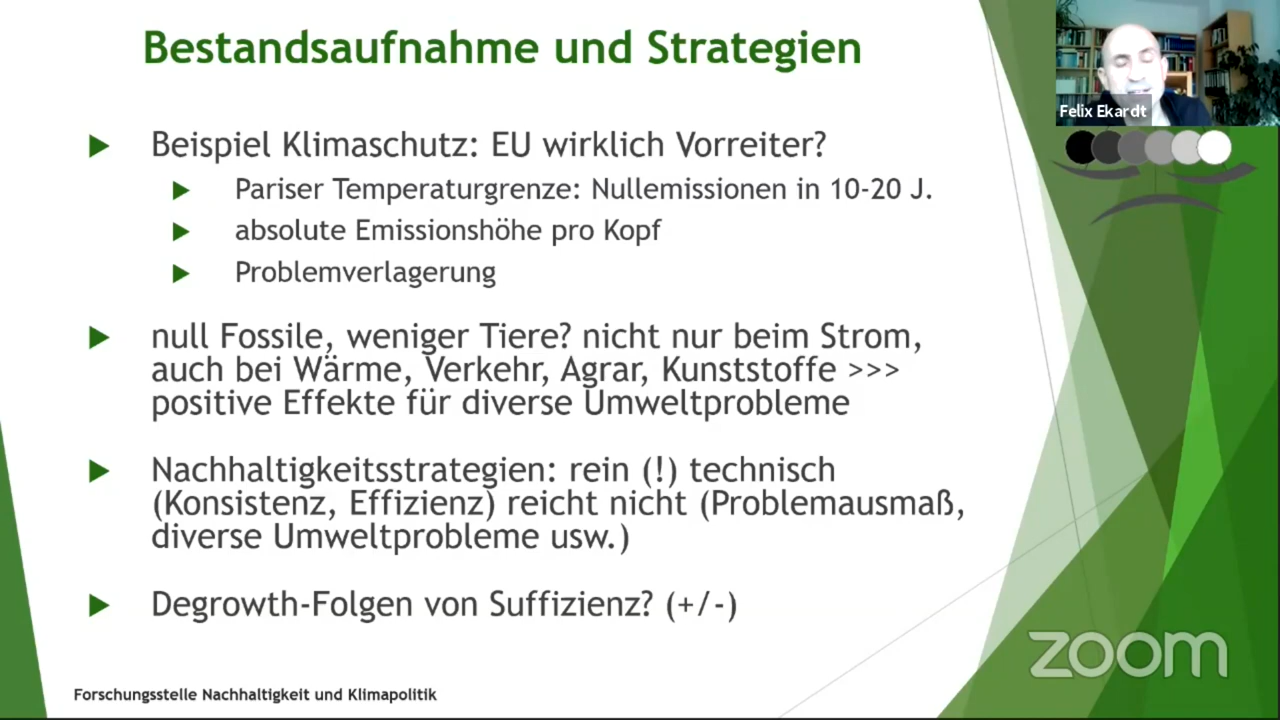 Bestandsaufnahme und Strategien
Felix Ekardt
Beispiel Klimaschutz: EU wirklich Vorreiter?
Pariser Temperaturgrenze: Nullemissionen in 10-20 J.
absolute Emissionshöhe pro Kopf
Problemverlagerung
null Fossile, weniger Tiere? nicht nur beim Strom,
auch bei Wärme, Verkehr, Agrar, Kunststoffe >>>
positive Effekte für diverse Umweltprobleme
Nachhaltigkeitsstrategien: rein (!) technisch
(Konsistenz, Effizienz) reicht nicht (Problemausmaß,
diverse Umweltprobleme usw.)
Degrowth-Folgen von Suffizienz? (+/-)
zoom
Forschungsstelle Nachhaltigkeit und Klimapolitik